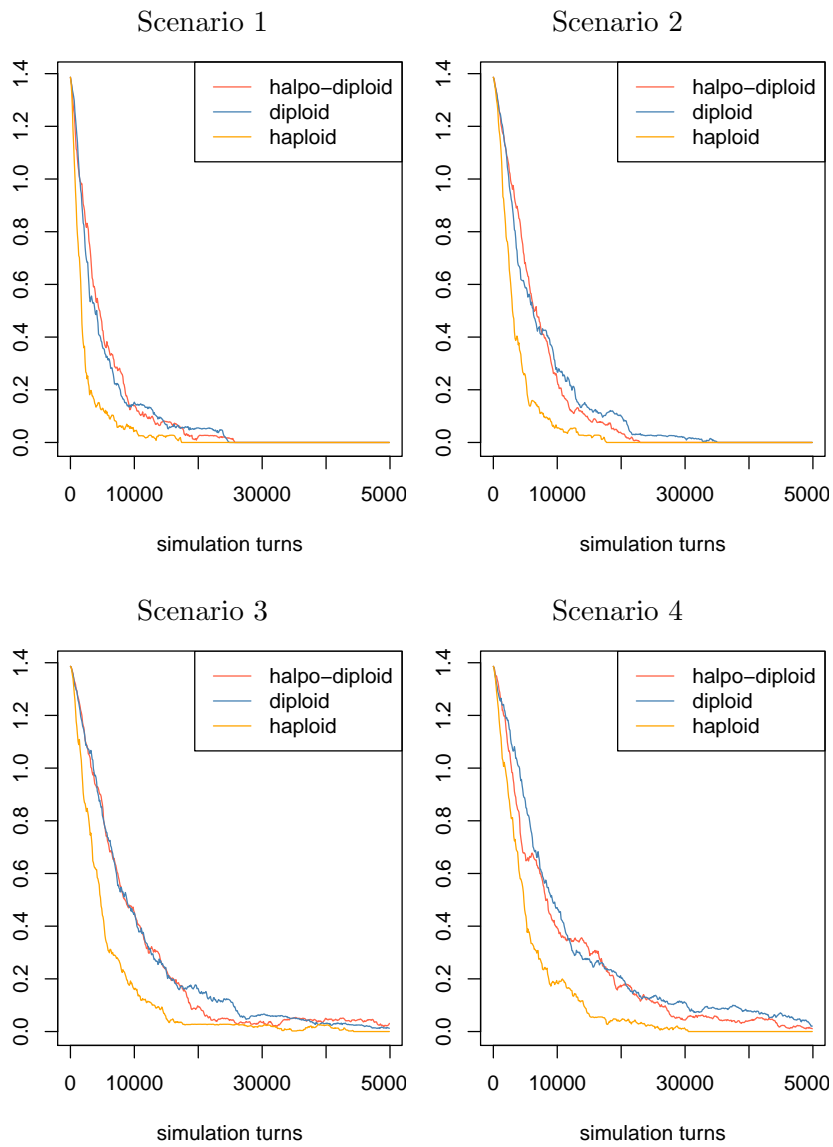 Scenario 1
halpo-diploid
diploid
haploid
0.0 0.2 0.4 0.6 0.8 1.0 1.2 1.4
0 10000 30000 5000
simulation turns
Scenario 2
halpo-diploid
diploid
haploid
0.0 0.2 0.4 0.6 0.8 1.0 1.2 1.4
0 10000 30000 5000
simulation turns
Scenario 3
halpo-diploid
diploid
haploid
0.0 0.2 0.4 0.6 0.8 1.0 1.2 1.4
0 10000 30000 5000
simulation turns
Scenario 4
halpo-diploid
diploid
haploid
0.0 0.2 0.4 0.6 0.8 1.0 1.2 1.4
0 10000 30000 5000
simulation turns